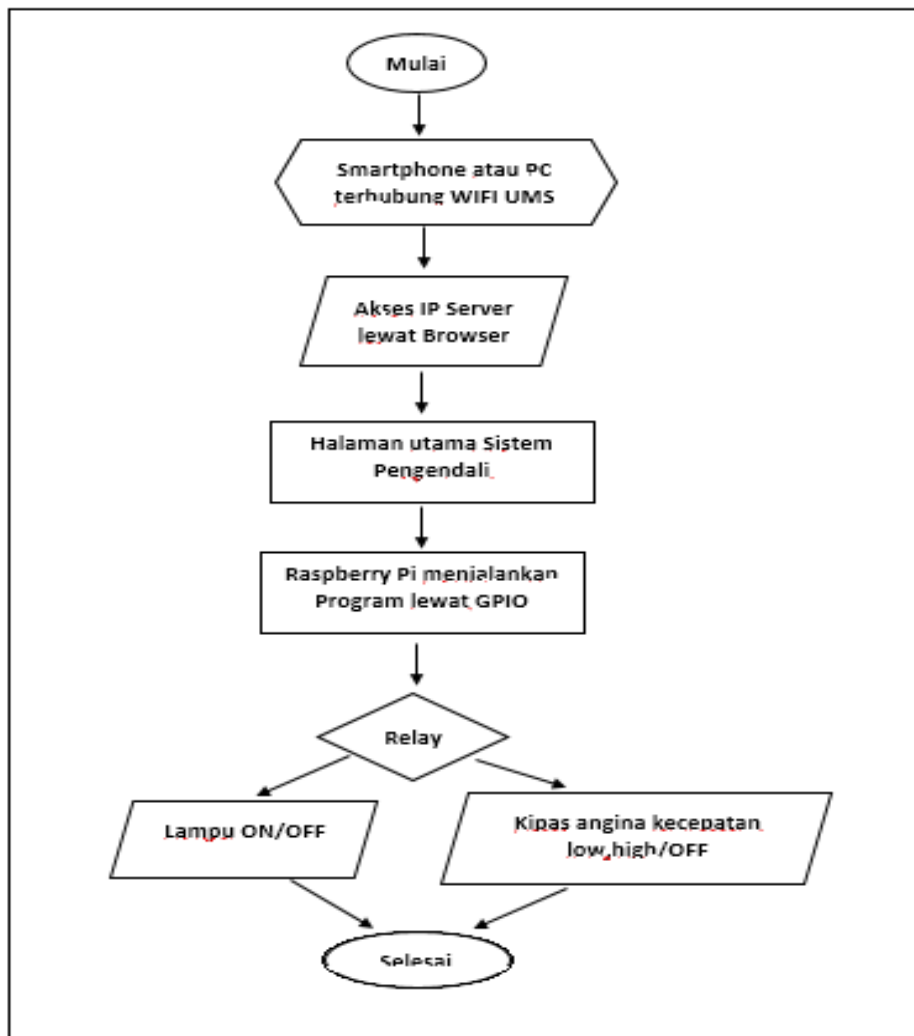 Mulai
Smartphone atau PC
terhubung WIFI UMS
Akses IP Server
lewat Browser
Halaman utama Sistem
Pengendali
Raspberry Pi menjalankan
Program lewat GPIO
Relay
Lampu ON/OFF
Kipas angina kecepatan
low,high/OFF
Selesai